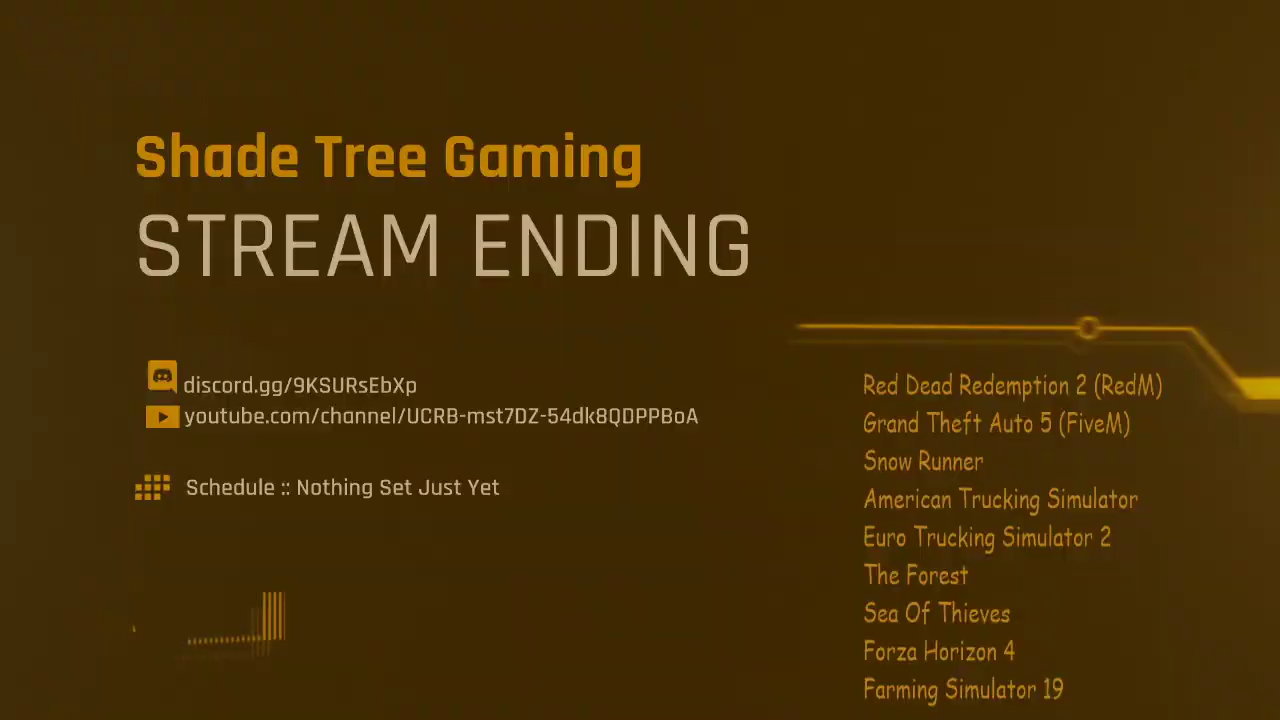 Shade Tree Gaming
STREAM ENDING
discord.gg/9KSURsEbXp
youtube.com/channel/UCRB-mst7DZ-54dk8QDPPBoA
Schedule :: Nothing Set Just Yet
Red Dead Redemption 2 (RedM)
Grand Theft Auto 5 (FiveM)
Snow Runner
American Trucking Simulator
Euro Trucking Simulator 2
The Forest
Sea Of Thieves
Forza Horizon 4
Farming Simulator 19